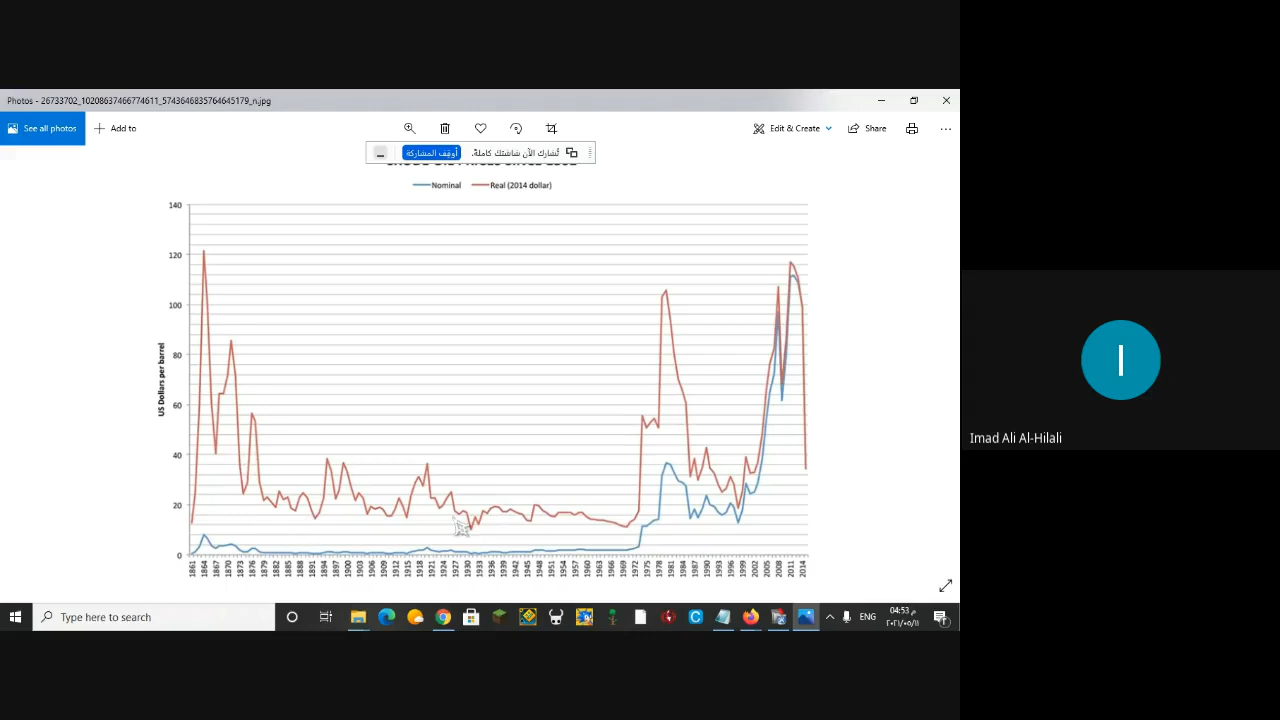 Photos - 26733702_10208637466774611_5743646835764645179_n.jpg
See all photos
Add to
Edit & Create
Share
تُشارك الآن شاشتك كاملةً.
أوقف المشاركة
Nominal
Real (2014 dollar)
US Dollars per barrel
140
120
100
80
60
40
20
0
1861 1864 1867 1870 1873 1876 1879 1882 1885 1888 1891 1894 1897 1900 1903 1906 1909 1912 1915 1918 1921 1924 1927 1930 1933 1936 1939 1942 1945 1948 1951 1954 1957 1960 1963 1966 1969 1972 1975 1978 1981 1984 1987 1990 1993 1996 1999 2002 2005 2008 2011 2014
I
Imad Ali Al-Hilali
Type here to search
ENG
04:53 م